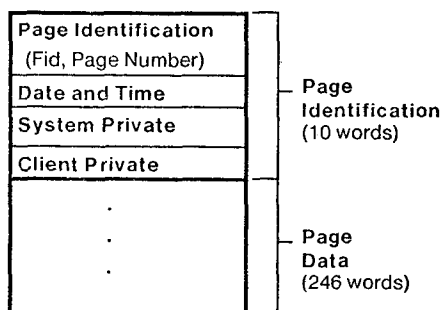 Page Identification
(Fid, Page Number)
Date and Time
System Private
Client Private
Page
Identification
(10 words)
Page
Data
(246 words)